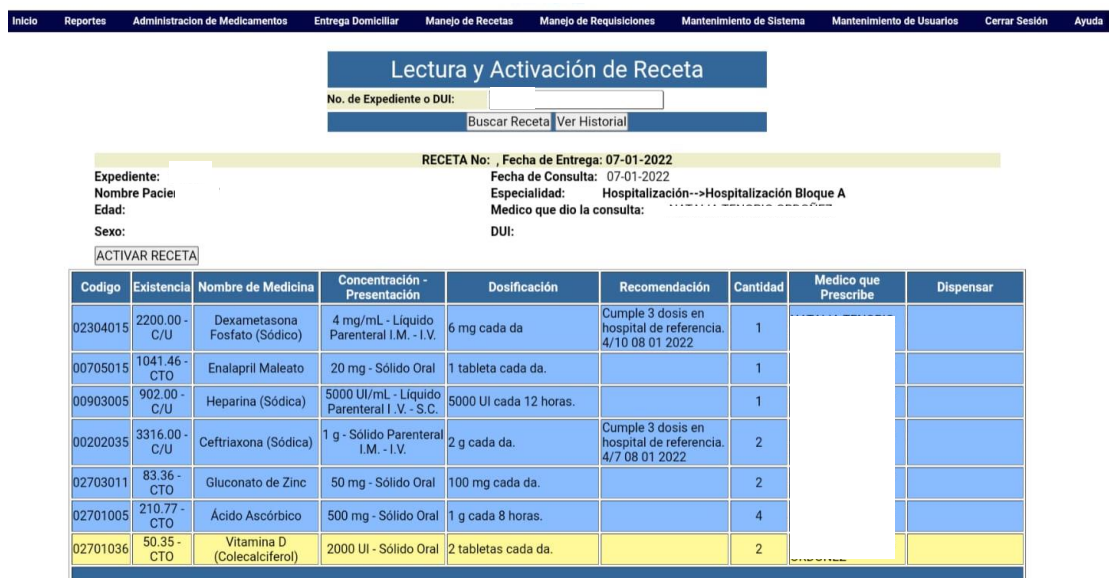 Inicio Reportes Administracion de Medicamentos Entrega Domiciliar Manejo de Recetas Manejo de Requisiciones Mantenimiento de Sistema Mantenimiento de Usuarios Cerrar Sesión Ayuda
Lectura y Activación de Receta
No. de Expediente o DUI:
Buscar Receta Ver Historial
RECETA No: , Fecha de Entrega: 07-01-2022
Expediente: Fecha de Consulta: 07-01-2022
Nombre Especialidad: Hospitalización-->Hospitalización Bloque A
Edad: Medico que dio la consulta:
Sexo: DUI:
ACTIVAR RECETA
Codigo Existencia Nombre de Medicina Concentración - Presentación Dosificación Recomendación Cantidad Medico que Prescribe Dispensar
02304015 2200.00 - C/U Dexametasona Fosfato (Sódico) 4 mg/mL - Líquido Parenteral I.M. - I.V. 6 mg cada da Cumple 3 dosis en hospital de referencia. 4/10 08 01 2022 1
00705015 1041.46 - CTO Enalapril Maleato 20 mg - Sólido Oral 1 tableta cada da. 1
00903005 902.00 - C/U Heparina (Sódica) 5000 UI/mL - Líquido Parenteral I .V. - S.C. 5000 UI cada 12 horas. 1
00202035 3316.00 - C/U Ceftriaxona (Sódica) 1 g - Sólido Parenteral I.M. - I.V. 2 g cada da. Cumple 3 dosis en hospital de referencia. 4/7 08 01 2022 2
02703011 83.36 - CTO Gluconato de Zinc 50 mg - Sólido Oral 100 mg cada da. 2
02701005 210.77 - CTO Ácido Ascórbico 500 mg - Sólido Oral 1 g cada 8 horas. 4
02701036 50.35 - CTO Vitamina D (Colecalciferol) 2000 UI - Sólido Oral 2 tabletas cada da. 2